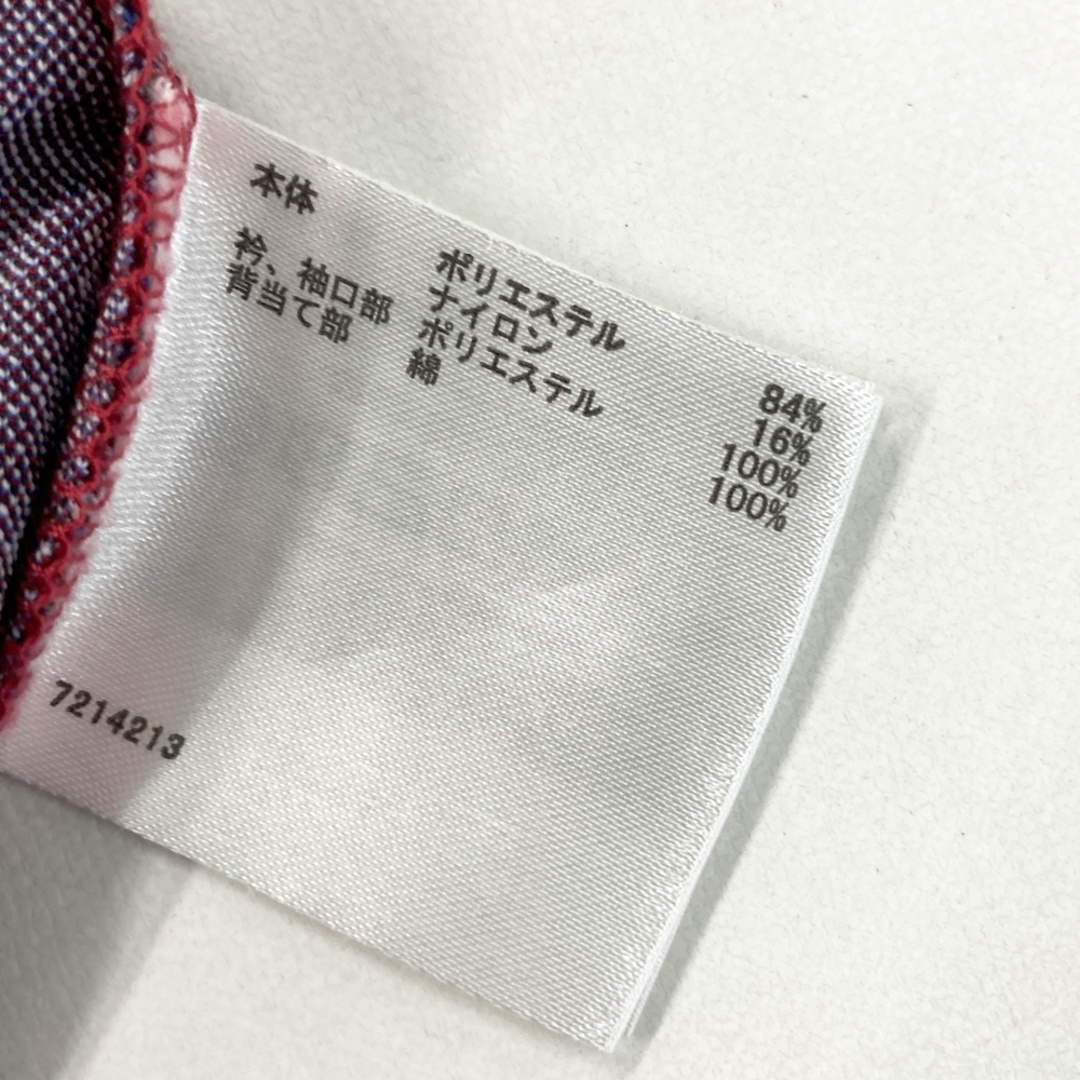 本体 ポリエステル 84%
ナイロン 16%
衿、袖口部 ポリエステル 100%
背当て部 綿 100%
7214213